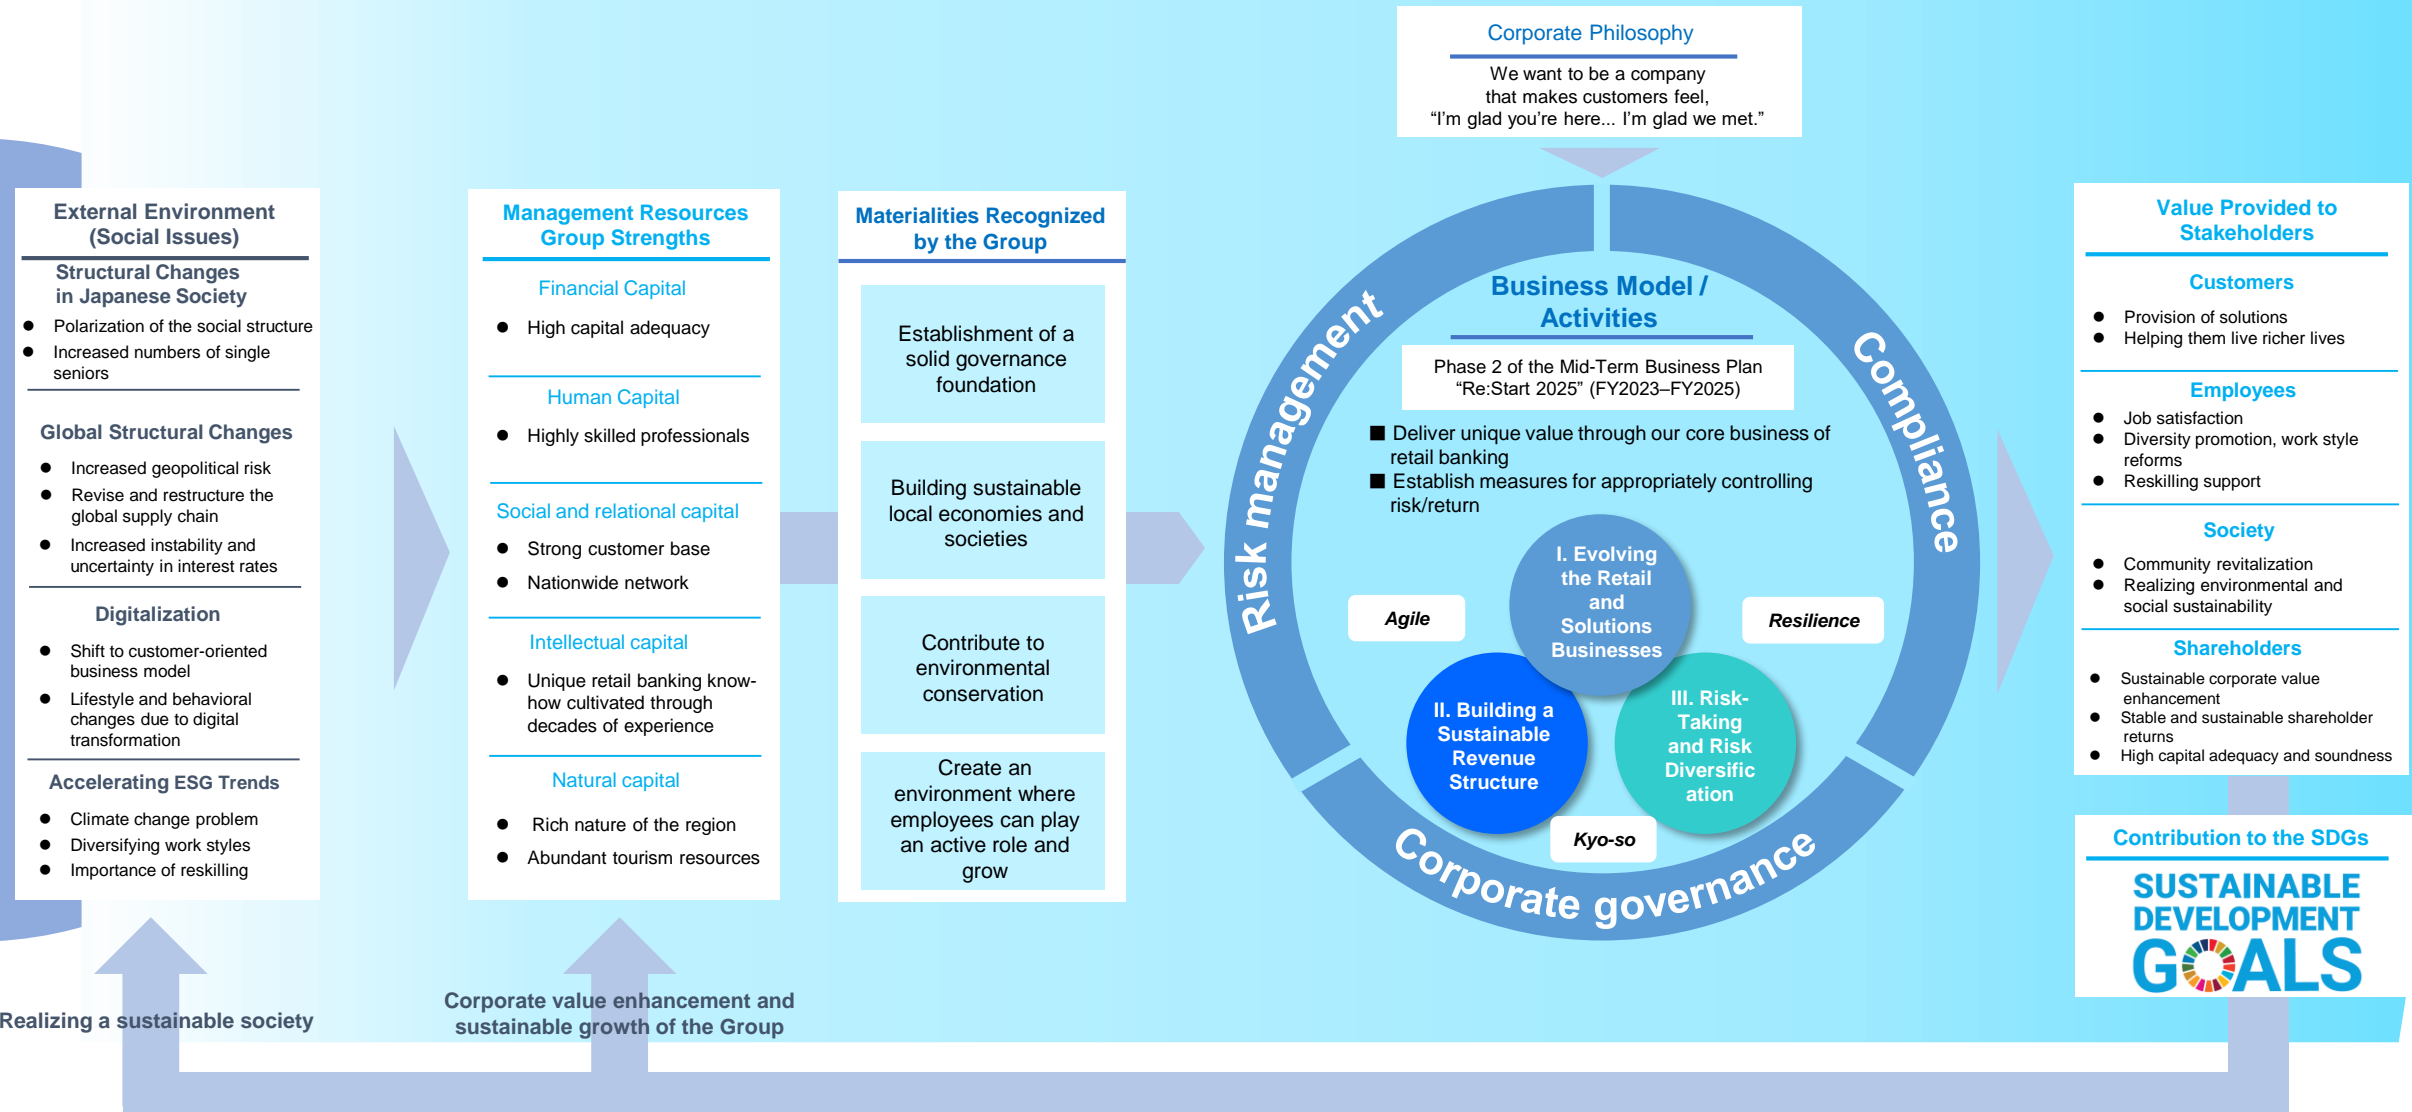 Corporate Philosophy
We want to be a company
that makes customers feel,
“I’m glad you’re here... I’m glad we met.”
External Environment
(Social Issues)
Structural Changes
in Japanese Society
● Polarization of the social structure
● Increased numbers of single
seniors
Global Structural Changes
● Increased geopolitical risk
● Revise and restructure the
global supply chain
● Increased instability and
uncertainty in interest rates
Digitalization
● Shift to customer-oriented
business model
● Lifestyle and behavioral
changes due to digital
transformation
Accelerating ESG Trends
● Climate change problem
● Diversifying work styles
● Importance of reskilling
Management Resources
Group Strengths
Financial Capital
● High capital adequacy
Human Capital
● Highly skilled professionals
Social and relational capital
● Strong customer base
● Nationwide network
Intellectual capital
● Unique retail banking know-
how cultivated through
decades of experience
Natural capital
● Rich nature of the region
● Abundant tourism resources
Materialities Recognized
by the Group
Establishment of a
solid governance
foundation
Building sustainable
local economies and
societies
Contribute to
environmental
conservation
Create an
environment where
employees can play
an active role and
grow
Risk management
Compliance
Corporate governance
Business Model /
Activities
Phase 2 of the Mid-Term Business Plan
“Re:Start 2025” (FY2023–FY2025)
■ Deliver unique value through our core business of
retail banking
■ Establish measures for appropriately controlling
risk/return
I. Evolving
the Retail
and
Solutions
Businesses
Agile
Resilience
II. Building a
Sustainable
Revenue
Structure
III. Risk-
Taking
and Risk
Diversific
ation
Kyo-so
Value Provided to
Stakeholders
Customers
● Provision of solutions
● Helping them live richer lives
Employees
● Job satisfaction
● Diversity promotion, work style
reforms
● Reskilling support
Society
● Community revitalization
● Realizing environmental and
social sustainability
Shareholders
● Sustainable corporate value
enhancement
● Stable and sustainable shareholder
returns
● High capital adequacy and soundness
Contribution to the SDGs
SUSTAINABLE
DEVELOPMENT
GOALS
Realizing a sustainable society
Corporate value enhancement and
sustainable growth of the Group